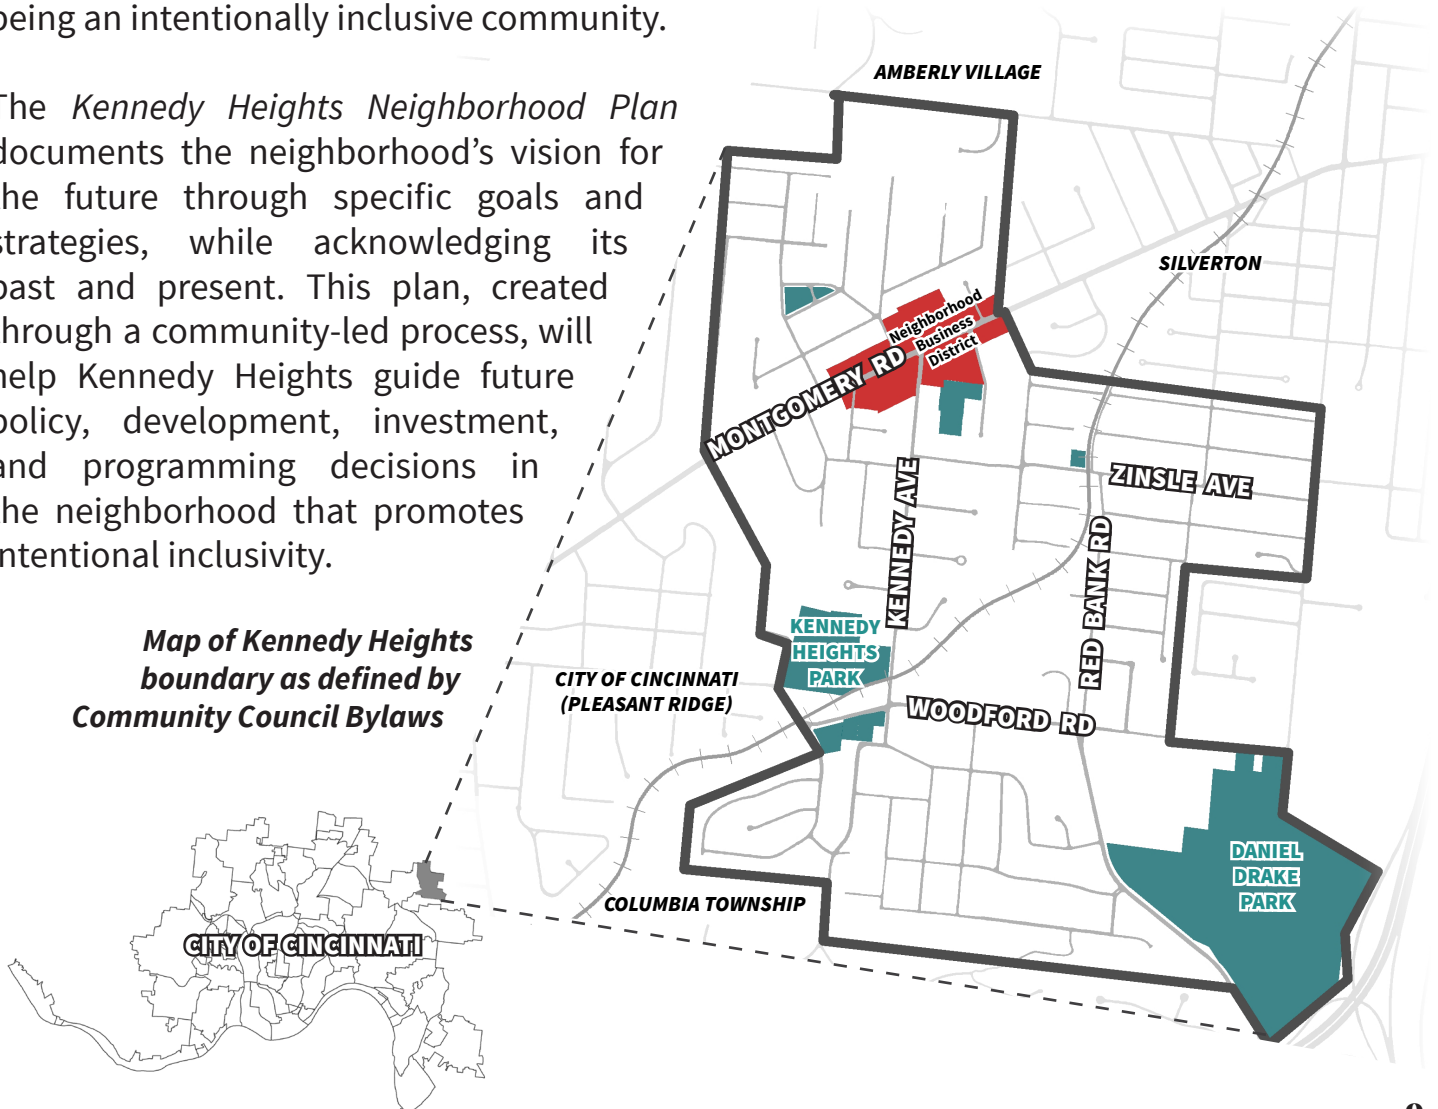 being an intentionally inclusive community.
The Kennedy Heights Neighborhood Plan
documents the neighborhood's vision for
the future through specific goals and
strategies, while acknowledging its
past and present. This plan, created
through a community-led process, will
help Kennedy Heights guide future
policy, development, investment,
and programming decisions in
the neighborhood that promotes
intentional inclusivity.
Map of Kennedy Heights
boundary as defined by
Community Council Bylaws
CITY OF CINCINNATI
AMBERLY VILLAGE
SILVERTON
Neighborhood
Business
District
MONTGOMERY RD
ZINSLE AVE
KENNEDY AVE
RED BANK RD
KENNEDY
HEIGHTS
PARK
CITY OF CINCINNATI
(PLEASANT RIDGE)
WOODFORD RD
DANIEL
DRAKE
PARK
COLUMBIA TOWNSHIP